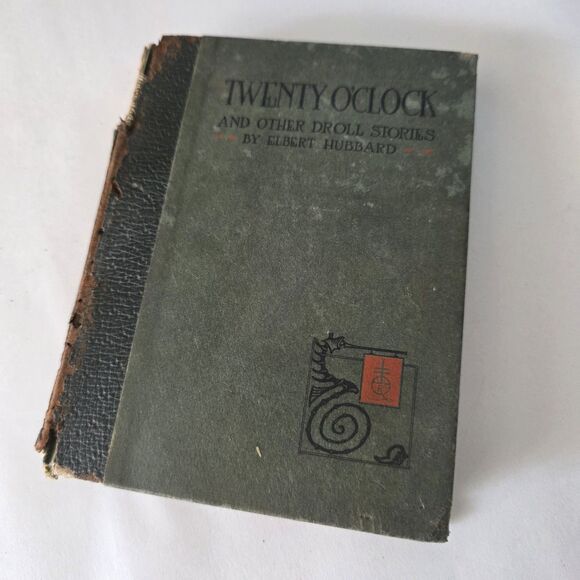 TWENTY O'CLOCK
AND OTHER DROLL STORIES
BY ELBERT HUBBARD